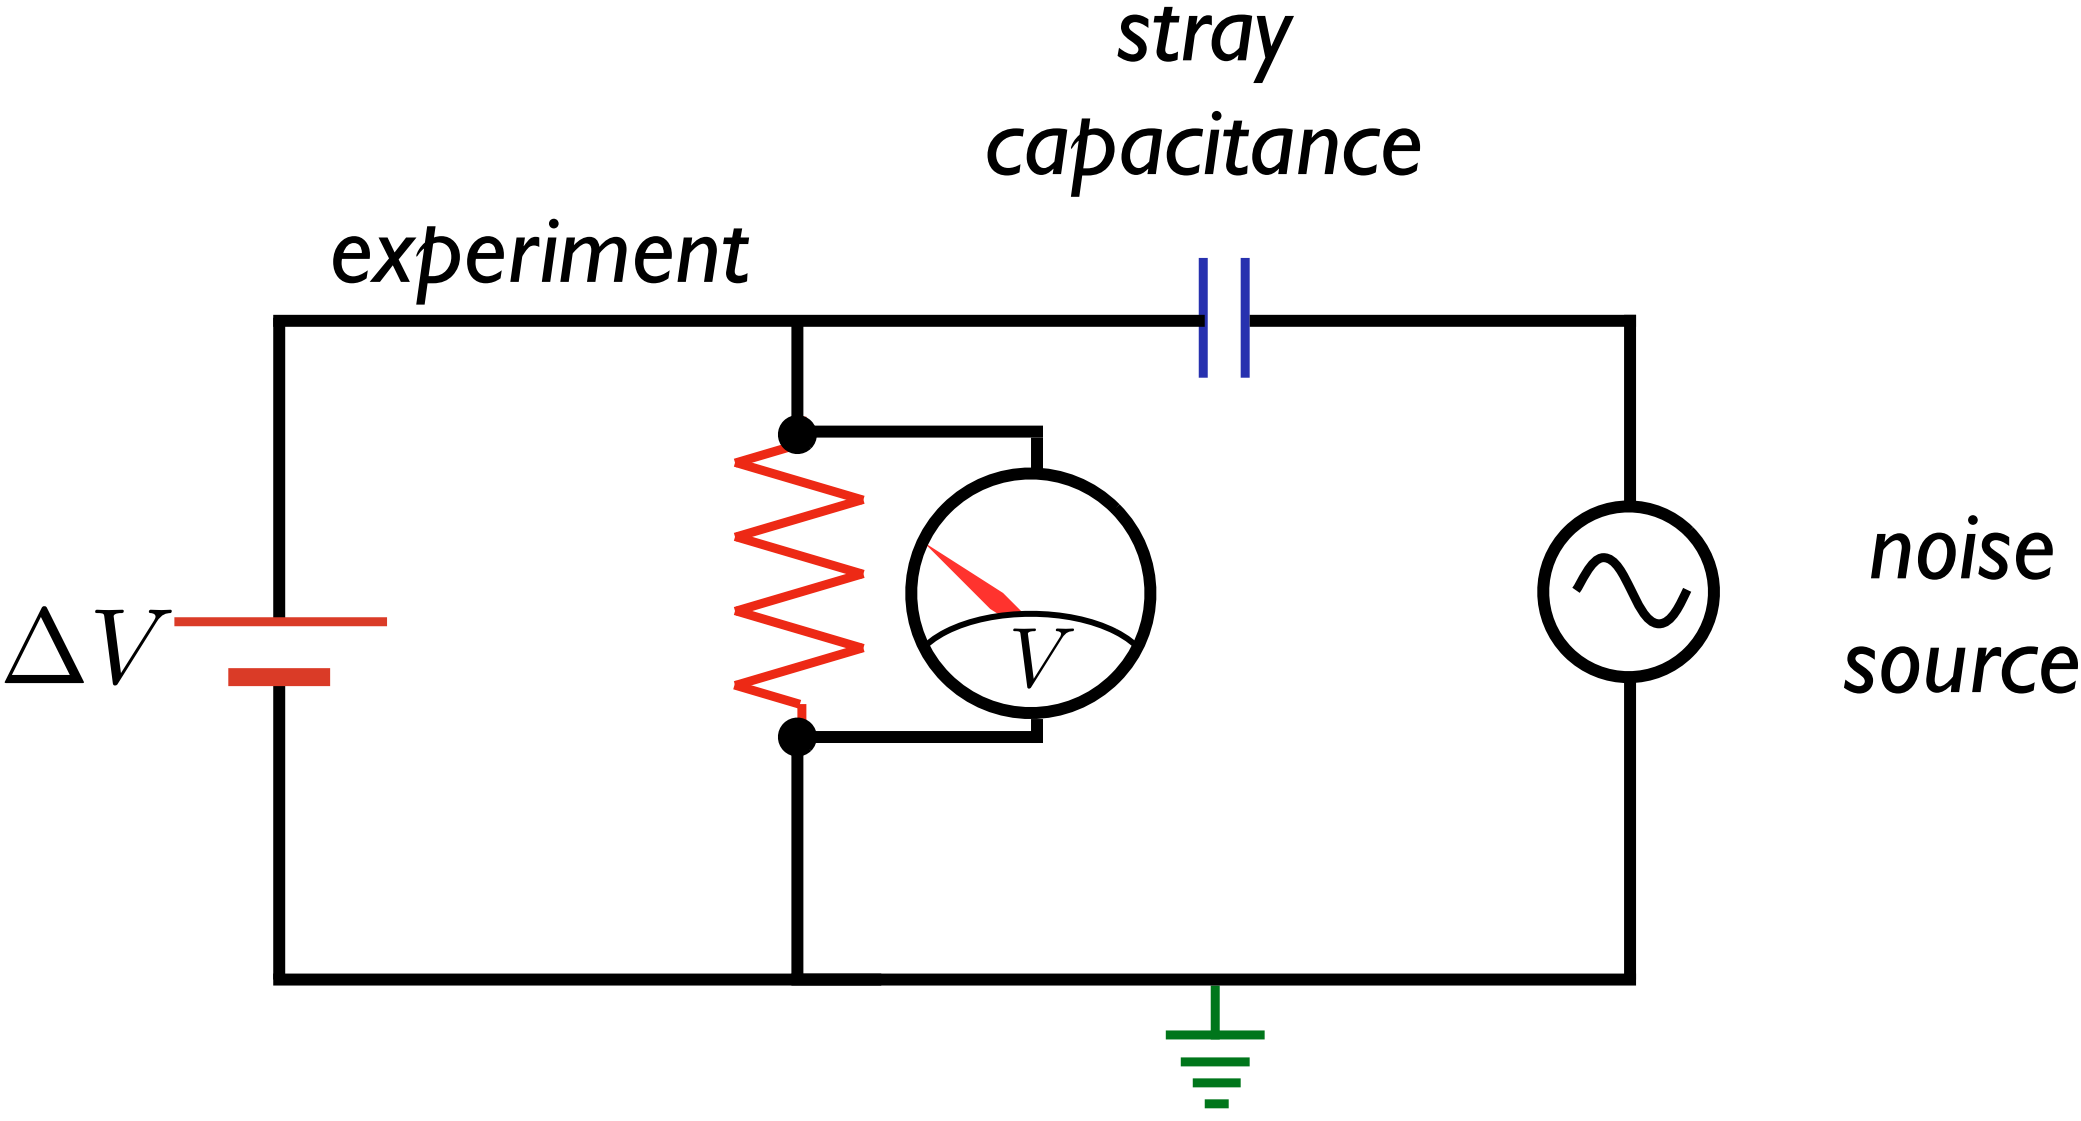 stray
capacitance
experiment
ΔV
V
noise
source